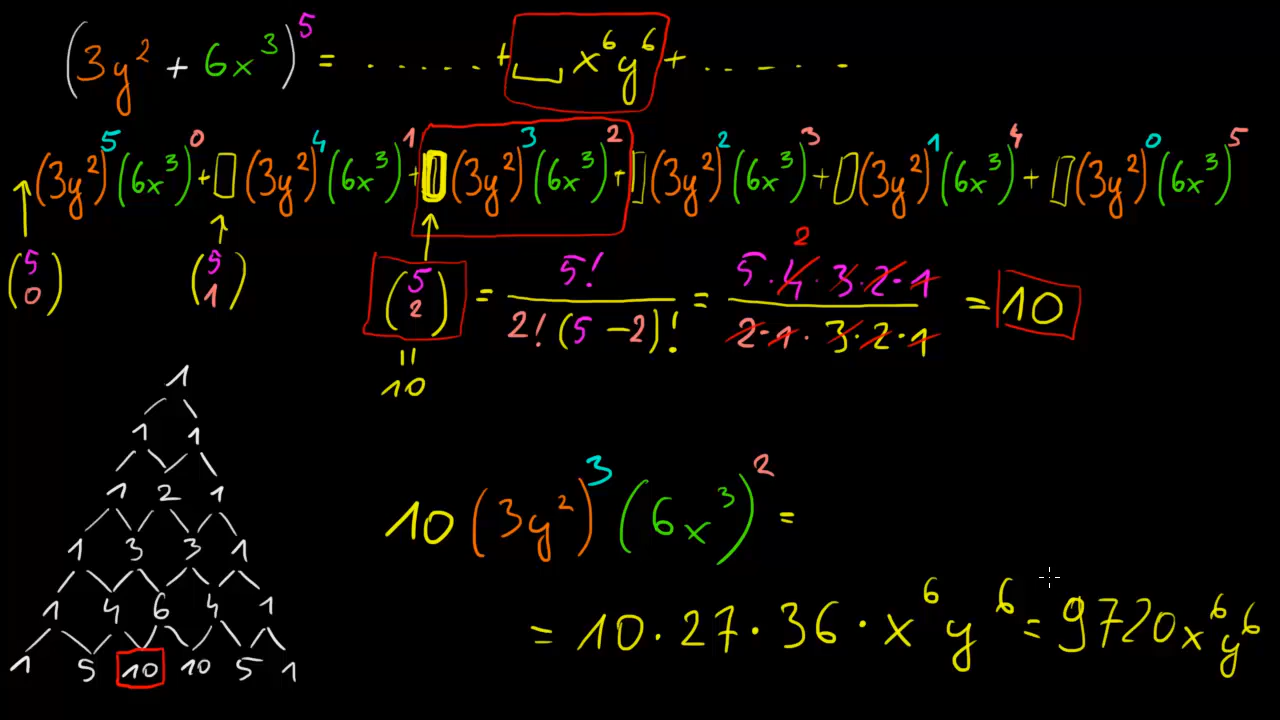 (3y² + 6x³)⁵ = ..... + ⎵ x⁶y⁶ + .....
(3y²)⁵(6x³)⁰ + ▯(3y²)⁴(6x³)¹ + ▯(3y²)³(6x³)² + ▯(3y²)²(6x³)³ + ▯(3y²)¹(6x³)⁴ + ▯(3y²)⁰(6x³)⁵
(5 0) (5 1) (5 2) = 5! / 2!(5-2)! = 5·4·3·2·1 / 2·1·3·2·1 = 10
2
= 10
1
1 1
1 2 1
1 3 3 1
1 4 6 4 1
1 5 10 10 5 1
10(3y²)³(6x³)² =
= 10·27·36·x⁶y⁶ = 9720x⁶y⁶